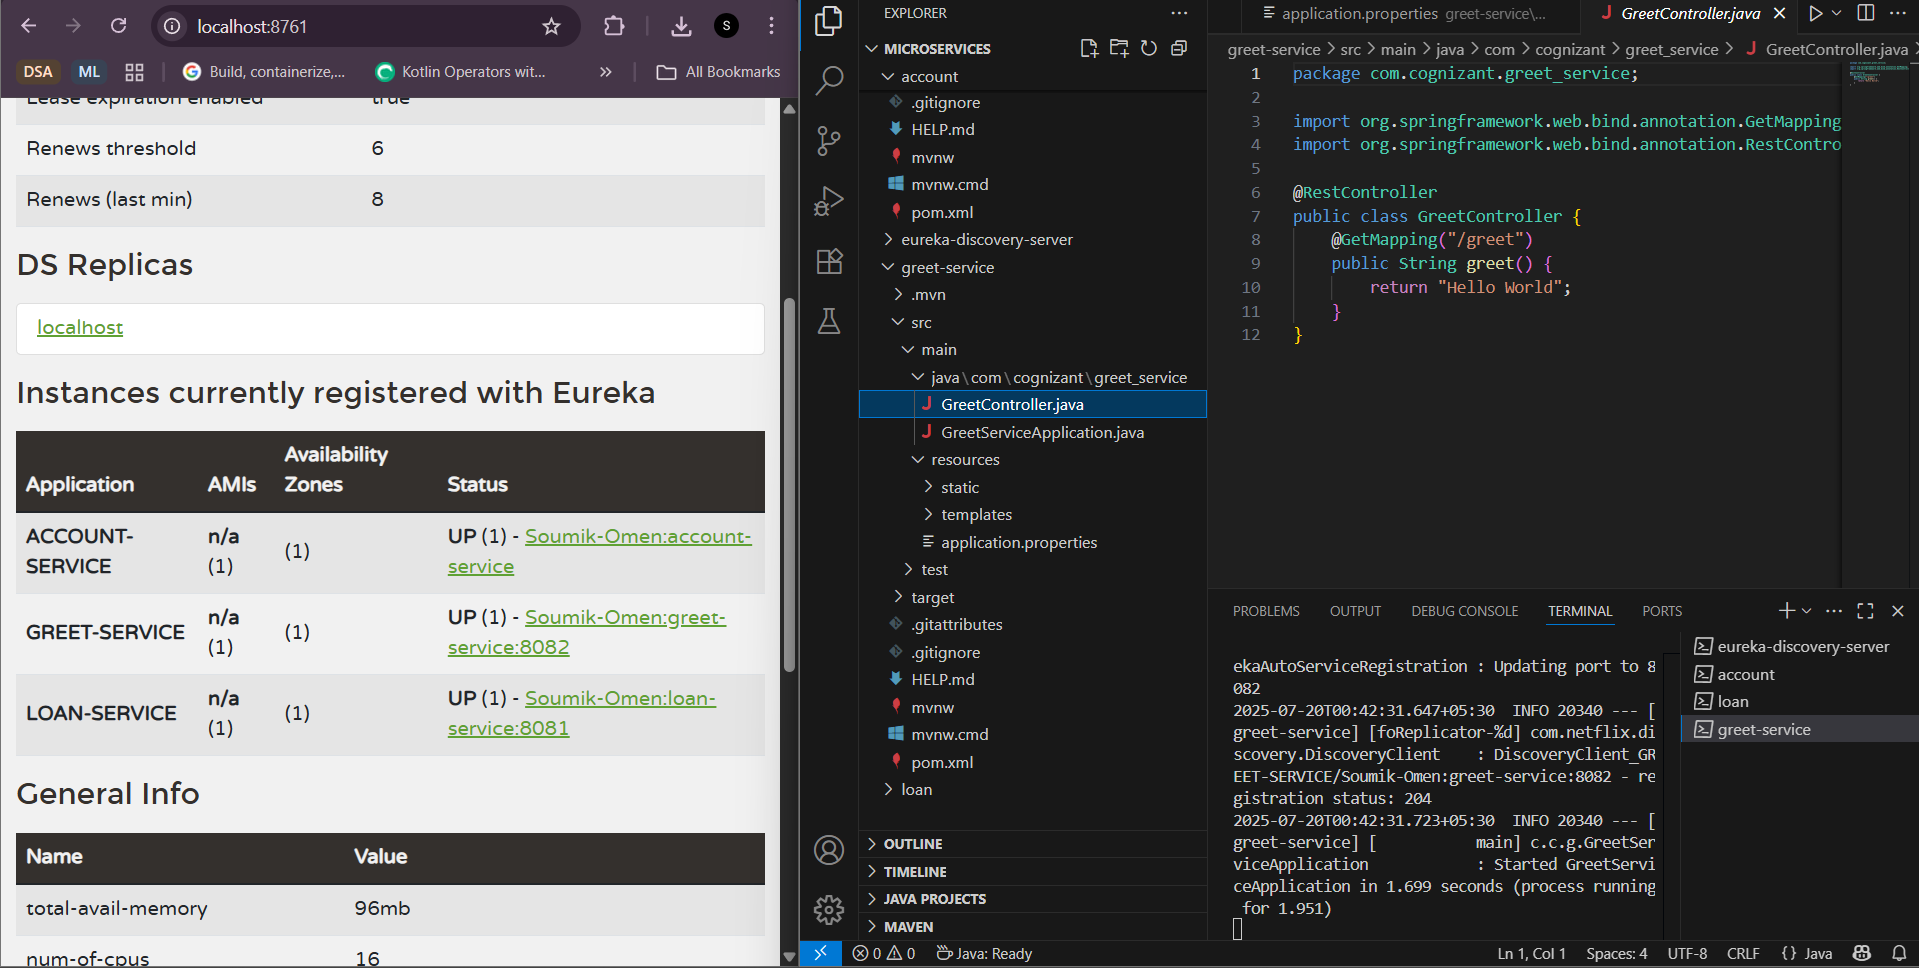 localhost:8761
S
DSA
ML
Build, containerize,...
Kotlin Operators wit...
»
All Bookmarks
Lease expiration enabled true
Renews threshold 6
Renews (last min) 8
DS Replicas
localhost
Instances currently registered with Eureka
Application AMIs Availability Zones Status
ACCOUNT-SERVICE n/a (1) (1) UP (1) - Soumik-Omen:account-service
GREET-SERVICE n/a (1) (1) UP (1) - Soumik-Omen:greet-service:8082
LOAN-SERVICE n/a (1) (1) UP (1) - Soumik-Omen:loan-service:8081
General Info
Name Value
total-avail-memory 96mb
num-of-cpus 16
EXPLORER
MICROSERVICES
account
.gitignore
HELP.md
mvnw
mvnw.cmd
pom.xml
eureka-discovery-server
greet-service
.mvn
src
main
java\com\cognizant\greet_service
GreetController.java
GreetServiceApplication.java
resources
static
templates
application.properties
test
target
.gitattributes
.gitignore
HELP.md
mvnw
mvnw.cmd
pom.xml
loan
OUTLINE
TIMELINE
JAVA PROJECTS
MAVEN
application.properties greet-service\...
GreetController.java
greet-service > src > main > java > com > cognizant > greet_service > GreetController.java >
1 package com.cognizant.greet_service;
2
3 import org.springframework.web.bind.annotation.GetMapping
4 import org.springframework.web.bind.annotation.RestContro
5
6 @RestController
7 public class GreetController {
8 @GetMapping("/greet")
9 public String greet() {
10 return "Hello World";
11 }
12 }
PROBLEMS OUTPUT DEBUG CONSOLE TERMINAL PORTS
ekaAutoServiceRegistration : Updating port to 8
082
2025-07-20T00:42:31.647+05:30 INFO 20340 --- [
greet-service] [foReplicator-%d] com.netflix.di
scovery.DiscoveryClient : DiscoveryClient_GR
EET-SERVICE/Soumik-Omen:greet-service:8082 - re
gistration status: 204
2025-07-20T00:42:31.723+05:30 INFO 20340 --- [
greet-service] [ main] c.c.g.GreetSer
viceApplication : Started GreetServi
ceApplication in 1.699 seconds (process running
for 1.951)
eureka-discovery-server
account
loan
greet-service
0 0 Java: Ready
Ln 1, Col 1 Spaces: 4 UTF-8 CRLF {} Java